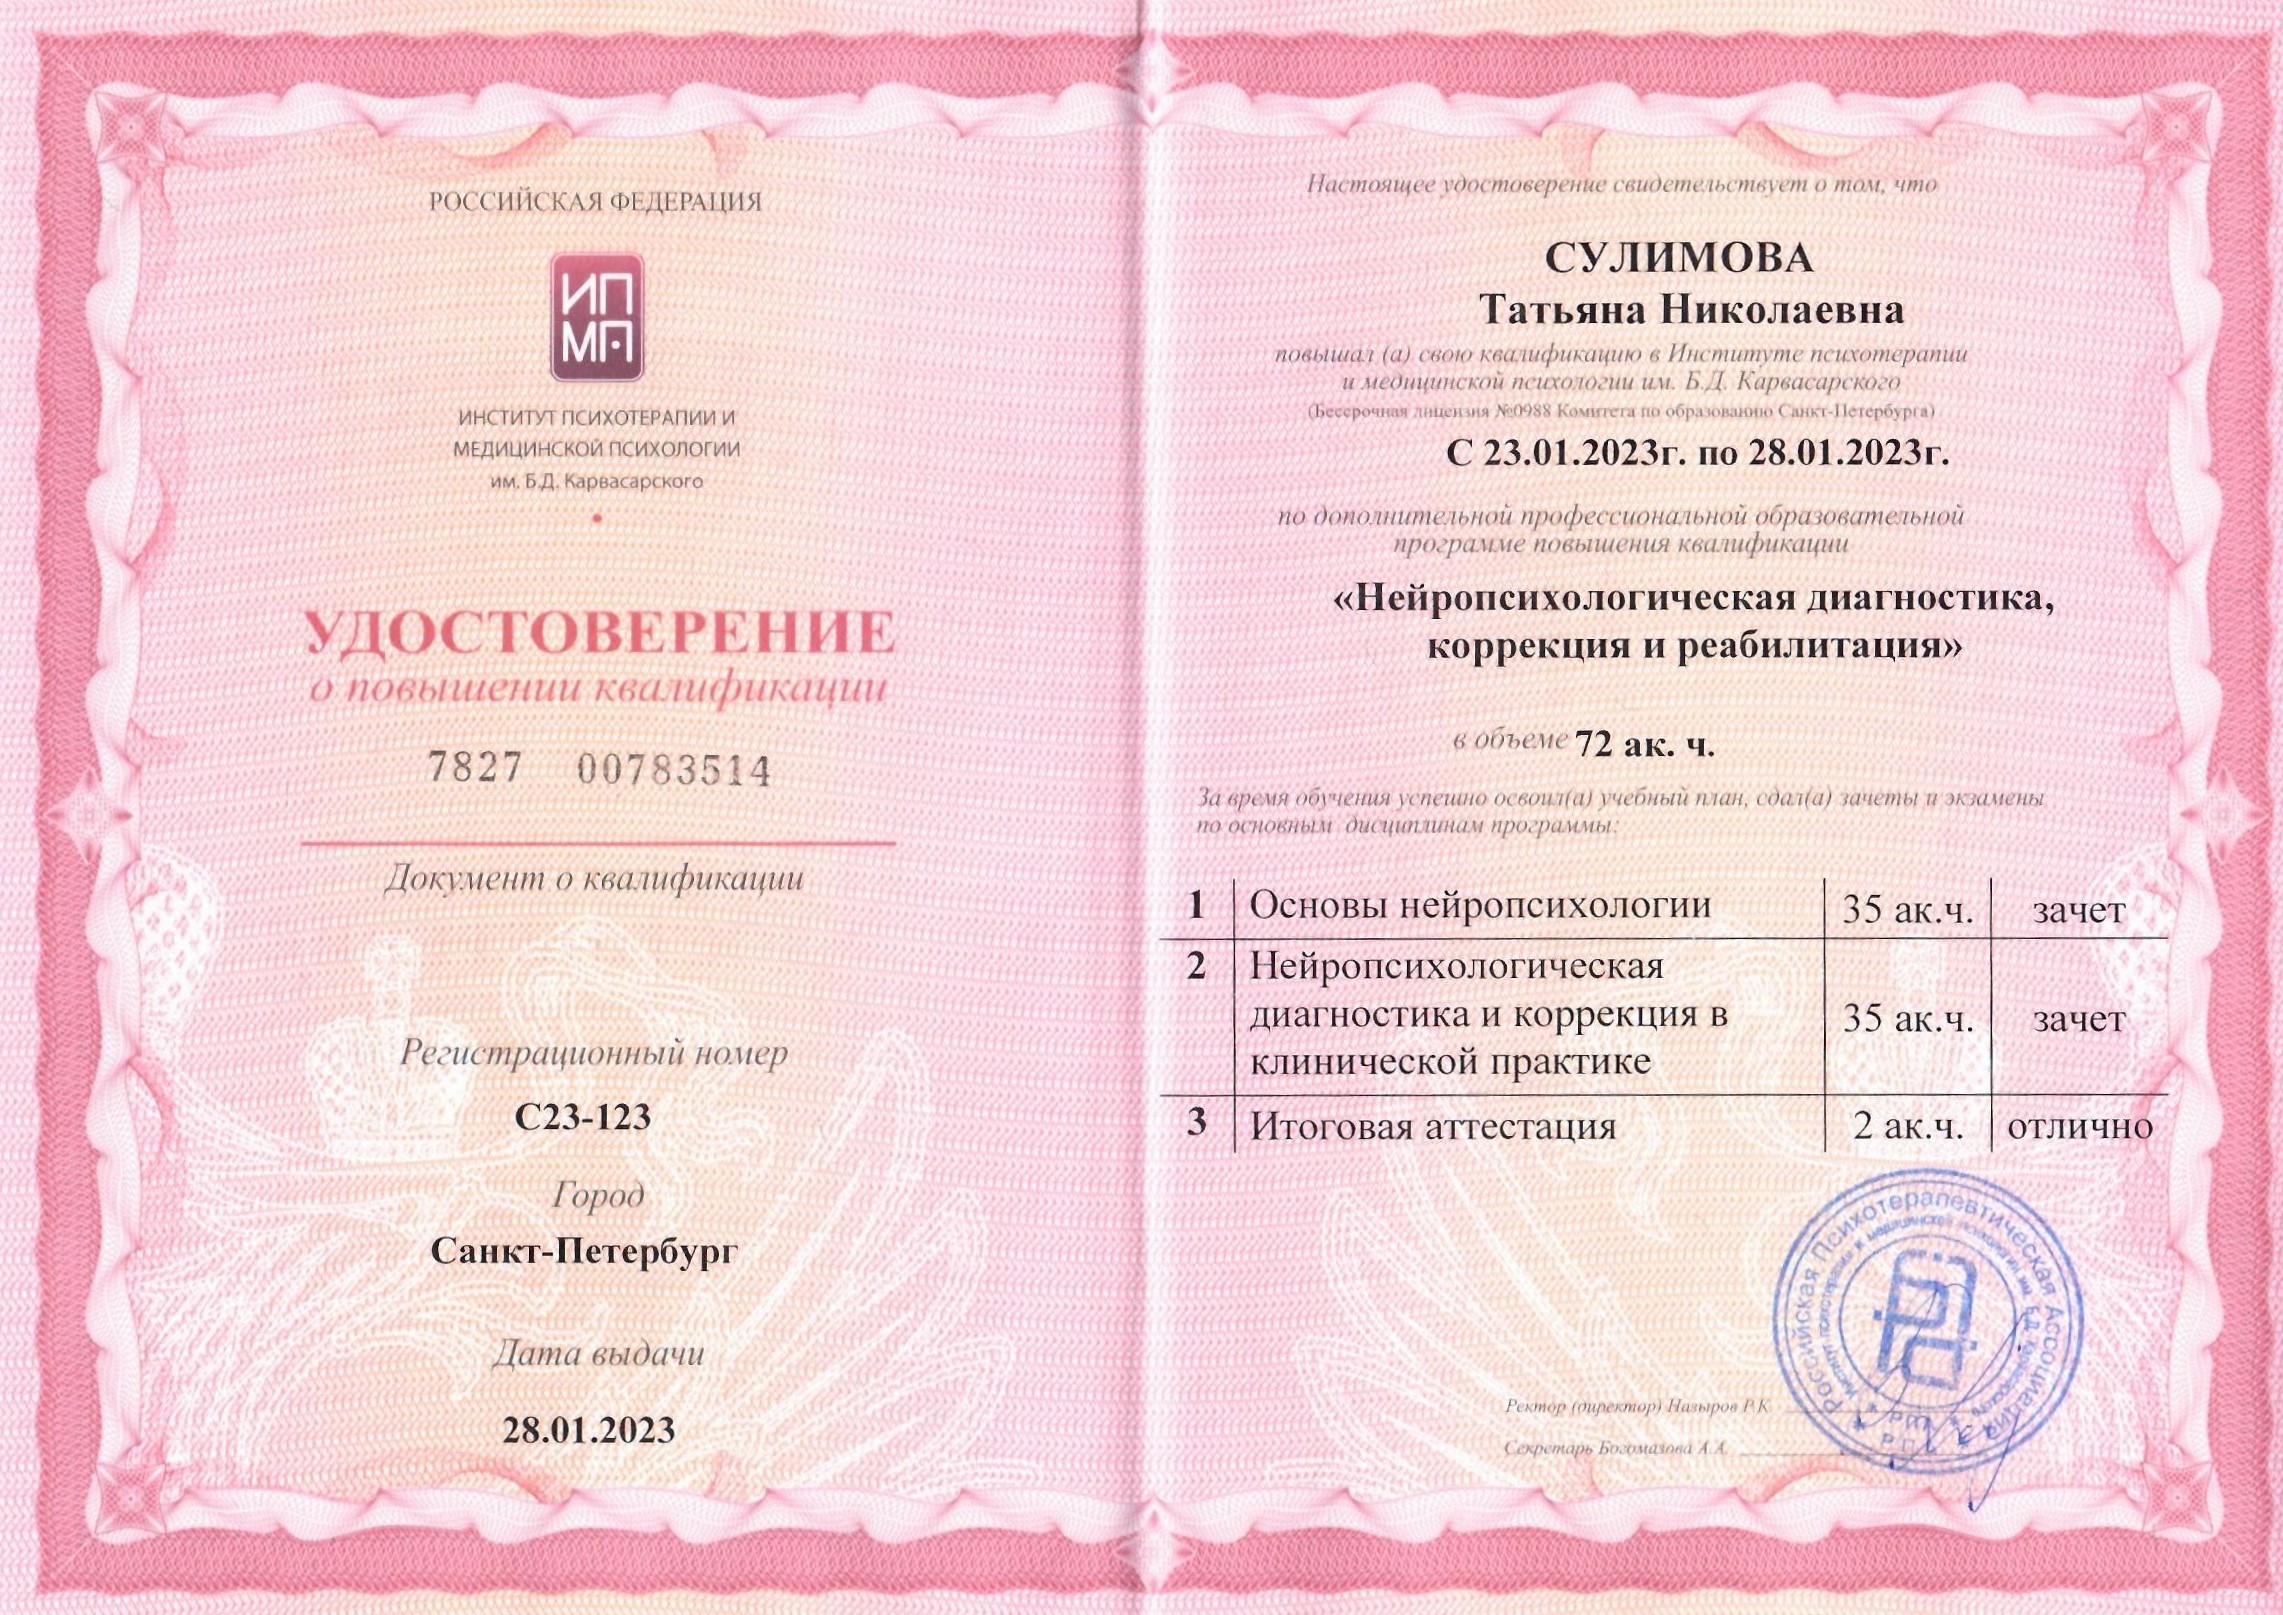 РОССИЙСКАЯ ФЕДЕРАЦИЯ
ИП
МП
ИНСТИТУТ ПСИХОТЕРАПИИ И
МЕДИЦИНСКОЙ ПСИХОЛОГИИ
им. Б.Д. Карвасарского
УДОСТОВЕРЕНИЕ
о повышении квалификации
7827 00783514
Документ о квалификации
Регистрационный номер
С23-123
Город
Санкт-Петербург
Дата выдачи
28.01.2023
Настоящее удостоверение свидетельствует о том, что
СУЛИМОВА
Татьяна Николаевна
повышал (а) свою квалификацию в Институте психотерапии
и медицинской психологии им. Б.Д. Карвасарского
(Бессрочная лицензия №0988 Комитета по образованию Санкт-Петербурга)
С 23.01.2023г. по 28.01.2023г.
по дополнительной профессиональной образовательной
программе повышения квалификации
«Нейропсихологическая диагностика,
коррекция и реабилитация»
в объеме 72 ак. ч.
За время обучения успешно освоил(а) учебный план, сдал(а) зачеты и экзамены
по основным дисциплинам программы:
1 Основы нейропсихологии 35 ак.ч. зачет
2 Нейропсихологическая
диагностика и коррекция в
клинической практике 35 ак.ч. зачет
3 Итоговая аттестация 2 ак.ч. отлично
Российская Психотерапевтическая Ассоциация
Институт психотерапии и медицинской психологии им. Б.Д. Карвасарского
Ректор (директор) Назыров Р.К.
Секретарь Богомазова А.А.